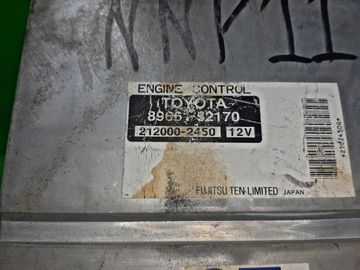 NNP11
ENGINE CONTROL
TOYOTA
89661-52170
212000-2450 12V
FUJITSU TEN LIMITED JAPAN